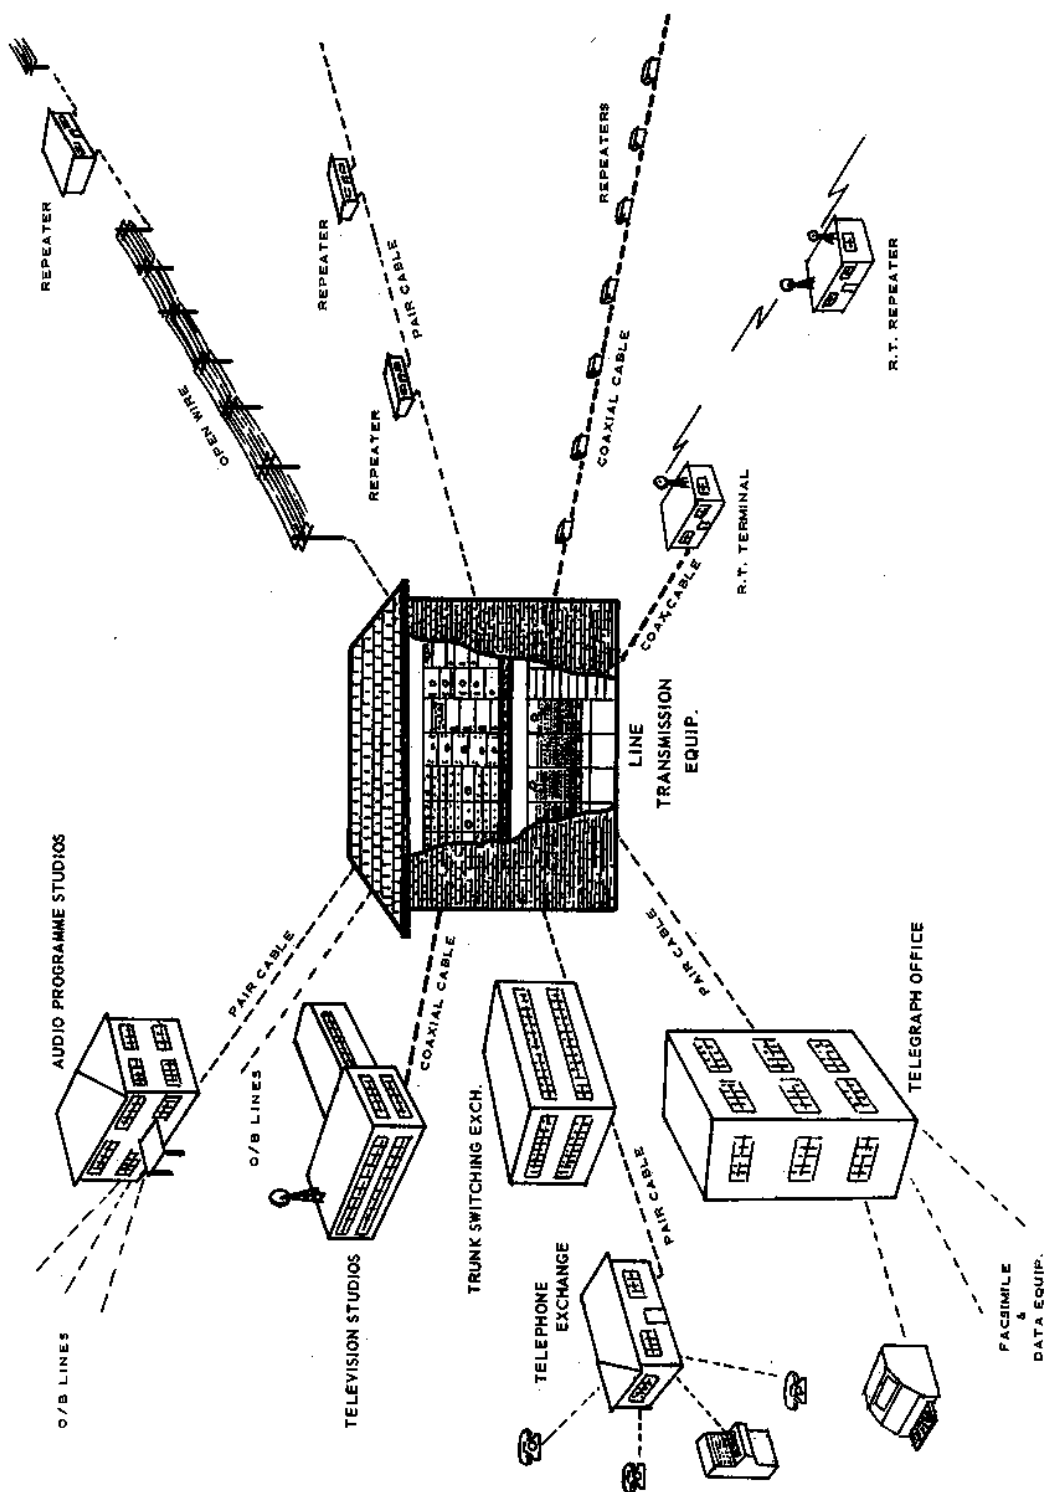 O/B LINES
AUDIO PROGRAMME STUDIOS
PAIR CABLE
O/B LINES
TELEVISION STUDIOS
COAXIAL CABLE
TRUNK SWITCHING EXCH.
TELEPHONE
EXCHANGE
PAIR CABLE
PAIR CABLE
TELEGRAPH OFFICE
FACSIMILE
&
DATA EQUIP.
LINE
TRANSMISSION
EQUIP.
OPEN WIRE
REPEATER
REPEATER
PAIR CABLE
REPEATER
COAXIAL CABLE
REPEATERS
COAX.CABLE
R.T. TERMINAL
R.T. REPEATER